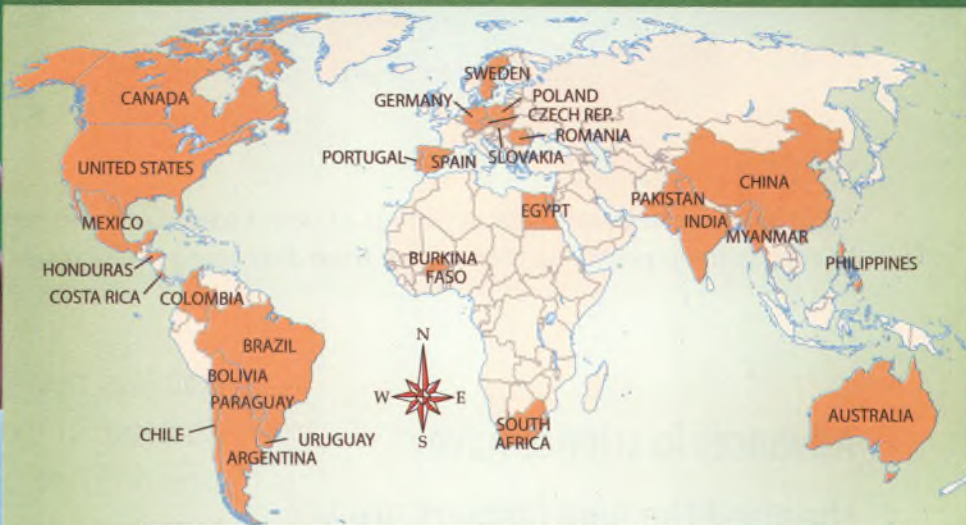 CANADA
UNITED STATES
MEXICO
HONDURAS
COSTA RICA
COLOMBIA
BRAZIL
BOLIVIA
PARAGUAY
CHILE
URUGUAY
ARGENTINA
SWEDEN
GERMANY
POLAND
CZECH REP.
ROMANIA
PORTUGAL
SPAIN
SLOVAKIA
EGYPT
BURKINA
FASO
SOUTH
AFRICA
PAKISTAN
CHINA
INDIA
MYANMAR
PHILIPPINES
AUSTRALIA
N
W
E
S